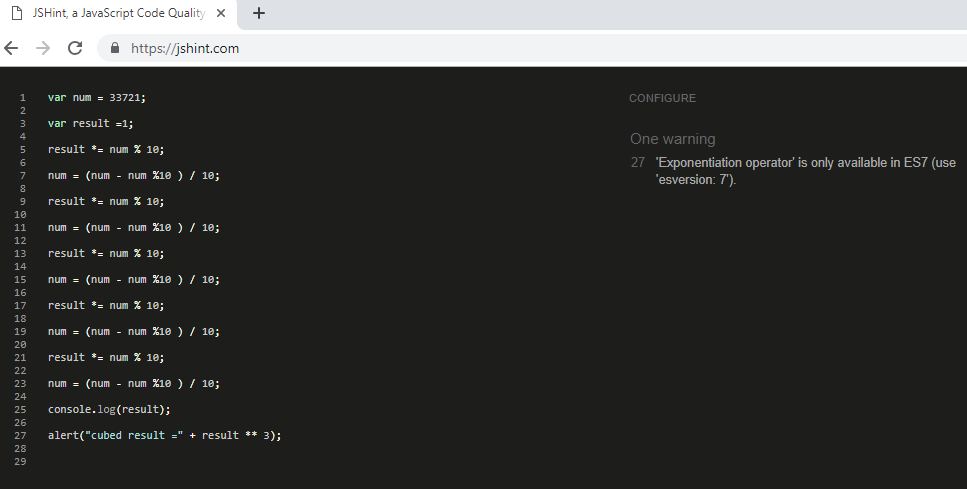 JSHint, a JavaScript Code Quality
https://jshint.com
1 var num = 33721;
2
3 var result =1;
4
5 result *= num % 10;
6
7 num = (num - num %10 ) / 10;
8
9 result *= num % 10;
10
11 num = (num - num %10 ) / 10;
12
13 result *= num % 10;
14
15 num = (num - num %10 ) / 10;
16
17 result *= num % 10;
18
19 num = (num - num %10 ) / 10;
20
21 result *= num % 10;
22
23 num = (num - num %10 ) / 10;
24
25 console.log(result);
26
27 alert("cubed result =" + result ** 3);
28
29
CONFIGURE
One warning
27 'Exponentiation operator' is only available in ES7 (use
'esversion: 7').